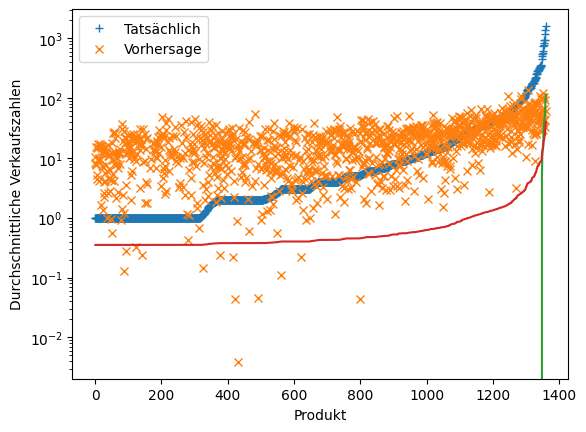 Tatsächlich
Vorhersage
Durchschnittliche Verkaufszahlen
10³
10²
10¹
10⁰
10⁻¹
10⁻²
0 200 400 600 800 1000 1200 1400
Produkt